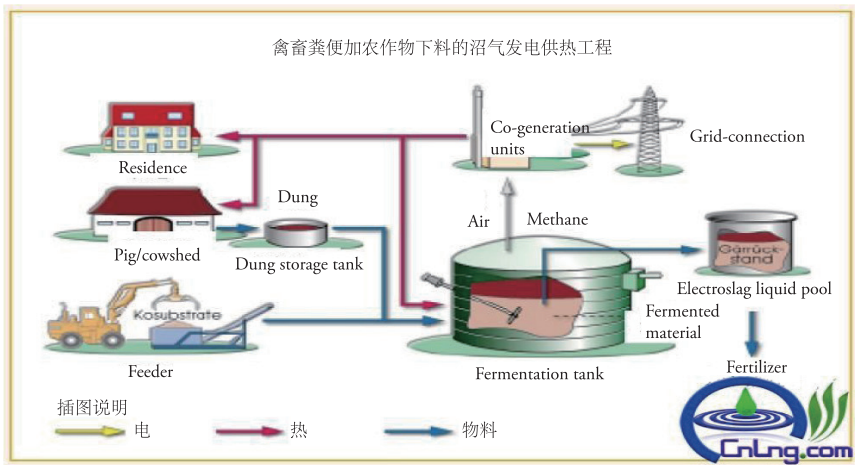 禽畜粪便加农作物下料的沼气发电供热工程
Co-generation
units
Grid-connection
Residence
Dung
Air
Methane
Pig/cowshed
Dung storage tank
Gärrück-
stand
Electroslag liquid pool
Kosubstrate
Fermented
material
Feeder
Fermentation tank
Fertilizer
插图说明
电
热
物料
CnLng.com